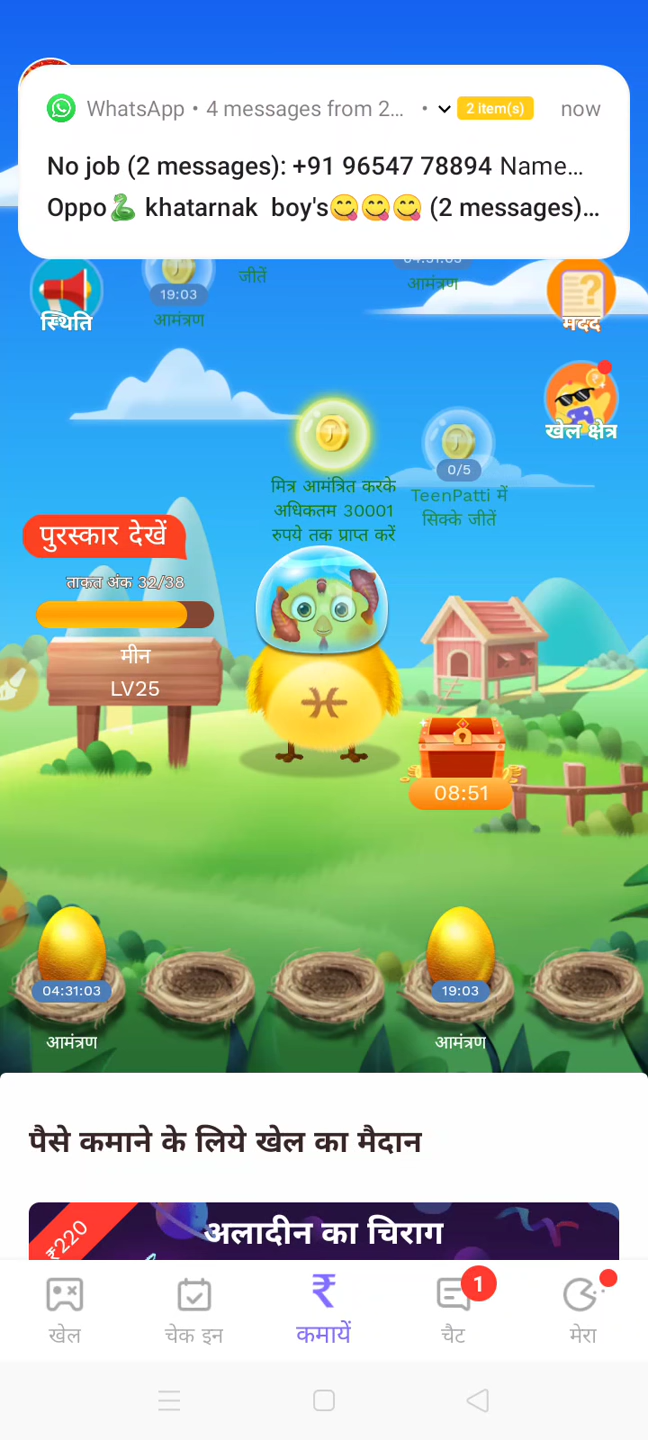 WhatsApp • 4 messages from 2... • 2 item(s) now
No job (2 messages): +91 96547 78894 Name...
Oppo🐍 khatarnak boy's😋😋😋 (2 messages)...
जीतें
19:03
आमंत्रण
आमंत्रण
स्थिति
मदद
खेल क्षेत्र
0/5
मित्र आमंत्रित करके
अधिकतम 30001
रुपये तक प्राप्त करें
TeenPatti में
सिक्के जीतें
पुरस्कार देखें
ताकत अंक 32/38
मीन
LV25
08:51
04:31:03
19:03
आमंत्रण
आमंत्रण
पैसे कमाने के लिये खेल का मैदान
₹220
अलादीन का चिराग
1
खेल
चेक इन
कमायें
चैट
मेरा